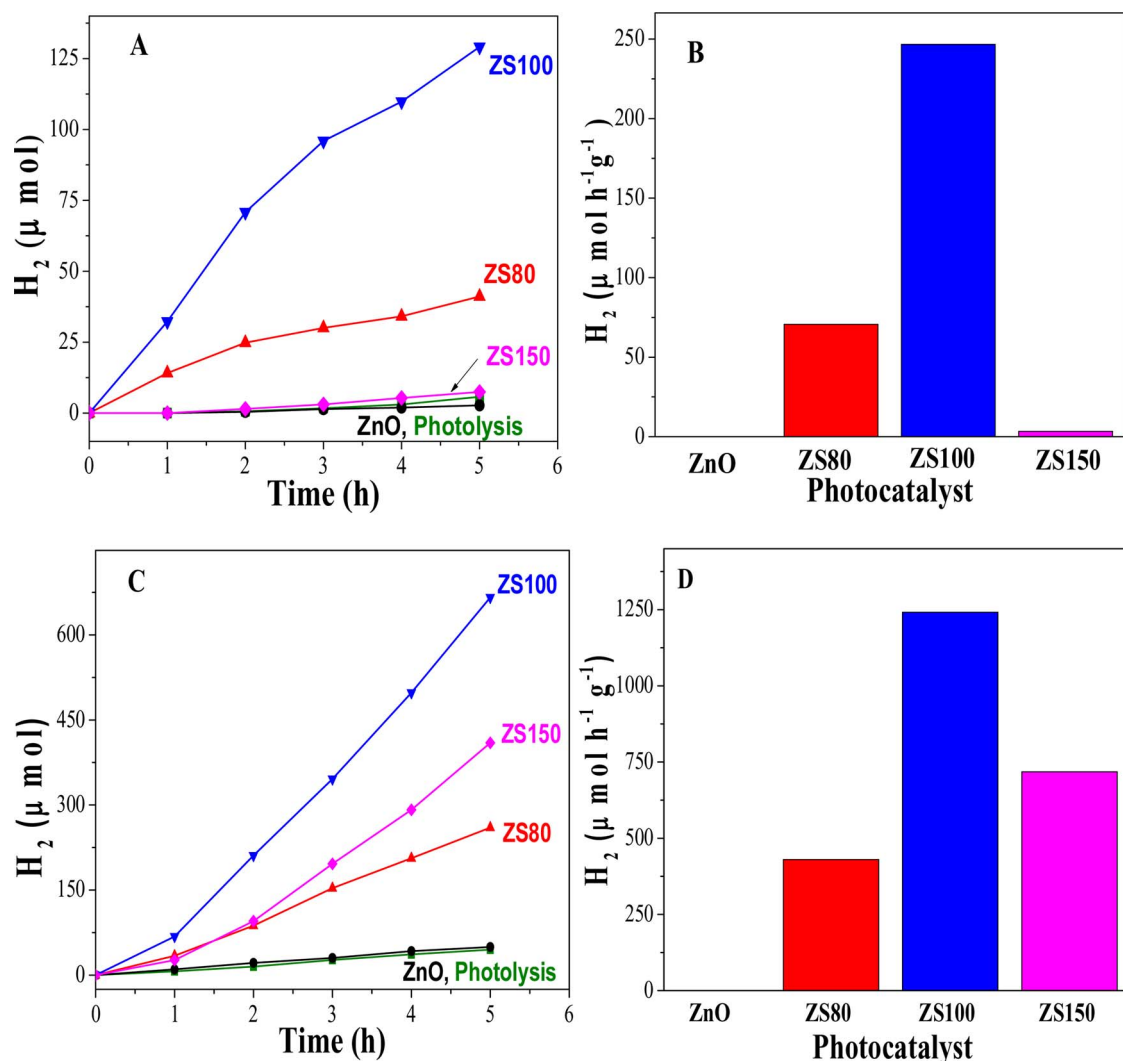 A
125
100
75
50
25
0
H2 (μ mol)
ZS100
ZS80
ZS150
ZnO, Photolysis
0 1 2 3 4 5 6
Time (h)
B
250
200
150
100
50
0
H2 (μ mol h-1g-1)
ZnO ZS80 ZS100 ZS150
Photocatalyst
C
600
450
300
150
0
H2 (μ mol)
ZS100
ZS150
ZS80
ZnO, Photolysis
0 1 2 3 4 5 6
Time (h)
D
1250
1000
750
500
250
0
H2 (μ mol h-1 g-1)
ZnO ZS80 ZS100 ZS150
Photocatalyst